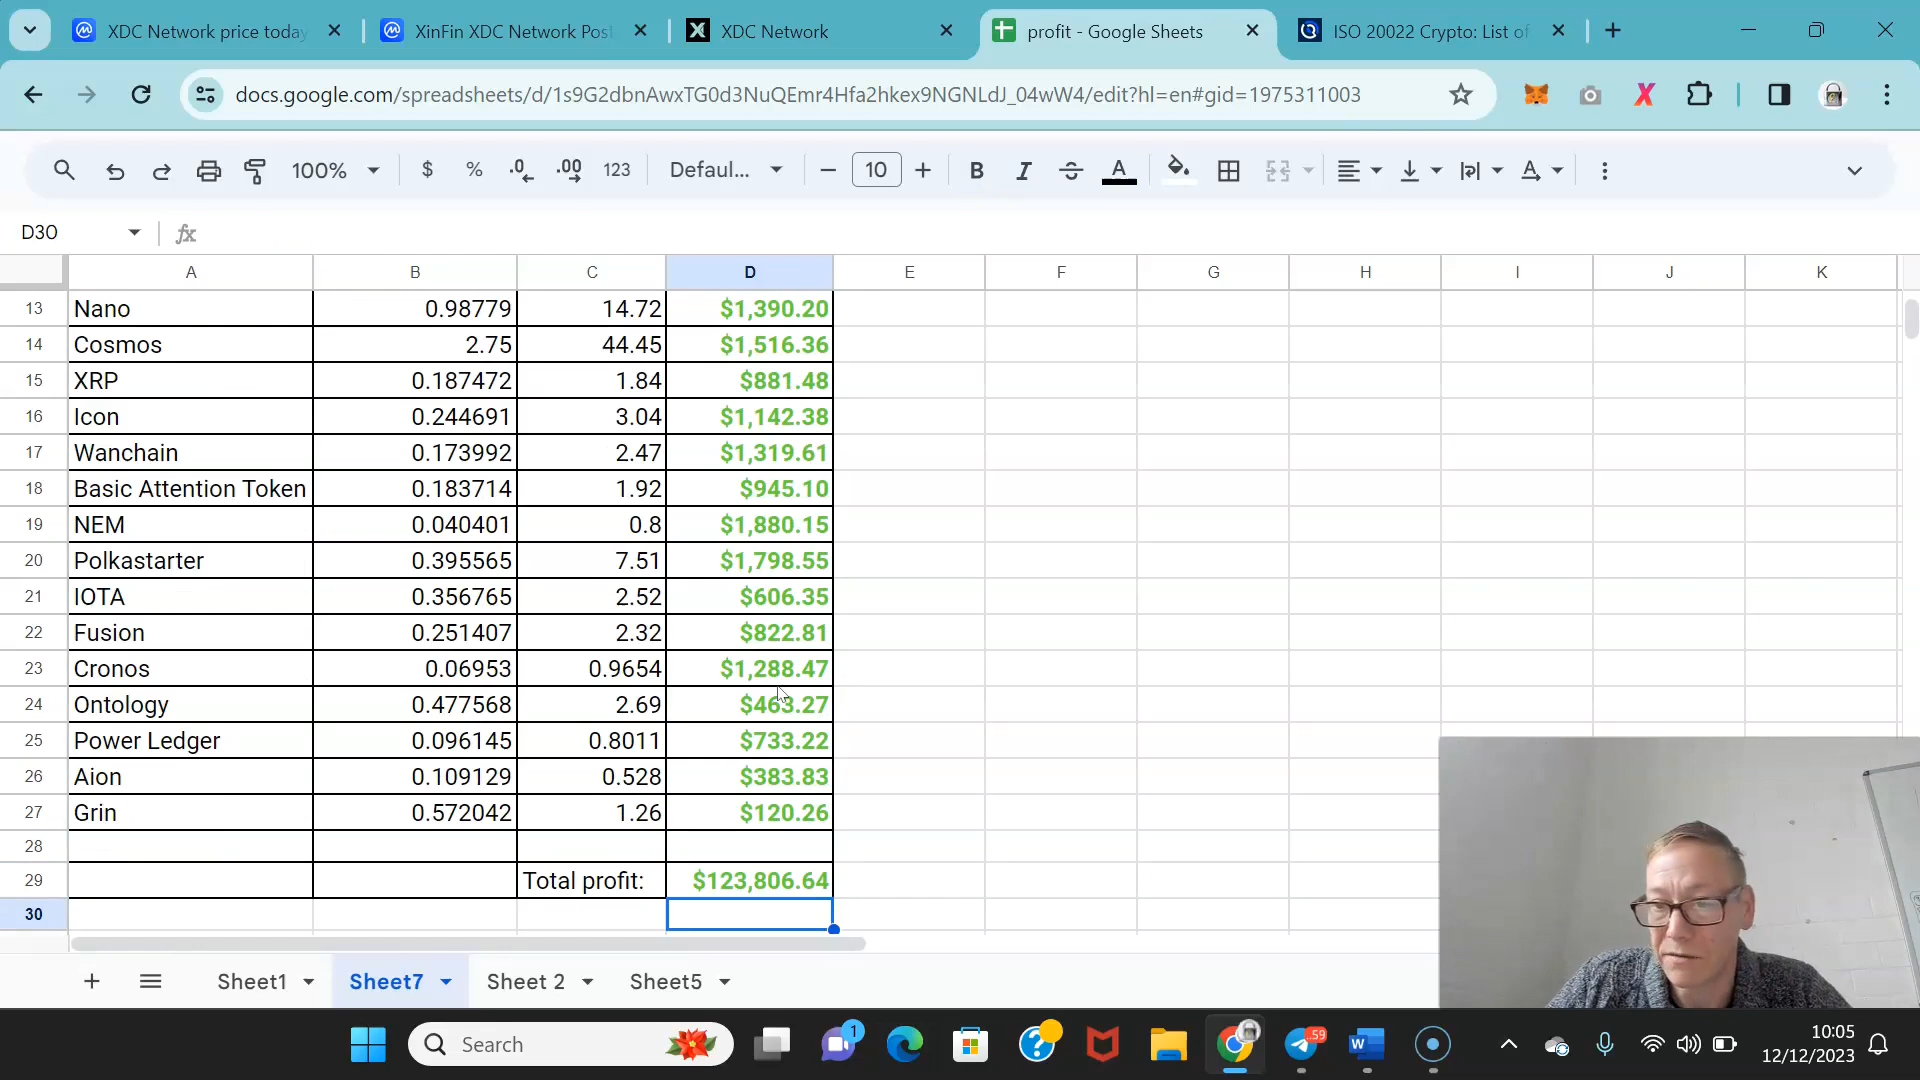 XDC Network price today
XinFin XDC Network Pos
XDC Network
profit - Google Sheets
ISO 20022 Crypto: List of
docs.google.com/spreadsheets/d/1s9G2dbnAwxTG0d3NuQEmr4Hfa2hkex9NGNLdJ_04wW4/edit?hl=en#gid=1975311003
100% $ % .0 .00 123 Defaul... 10 B I A
D30 fx
A B C D E F G H I J K
13 Nano 0.98779 14.72 $1,390.20
14 Cosmos 2.75 44.45 $1,516.36
15 XRP 0.187472 1.84 $881.48
16 Icon 0.244691 3.04 $1,142.38
17 Wanchain 0.173992 2.47 $1,319.61
18 Basic Attention Token 0.183714 1.92 $945.10
19 NEM 0.040401 0.8 $1,880.15
20 Polkastarter 0.395565 7.51 $1,798.55
21 IOTA 0.356765 2.52 $606.35
22 Fusion 0.251407 2.32 $822.81
23 Cronos 0.06953 0.9654 $1,288.47
24 Ontology 0.477568 2.69 $463.27
25 Power Ledger 0.096145 0.8011 $733.22
26 Aion 0.109129 0.528 $383.83
27 Grin 0.572042 1.26 $120.26
28
29 Total profit: $123,806.64
30
Sheet1 Sheet7 Sheet 2 Sheet5
Search
1
59
10:05
12/12/2023